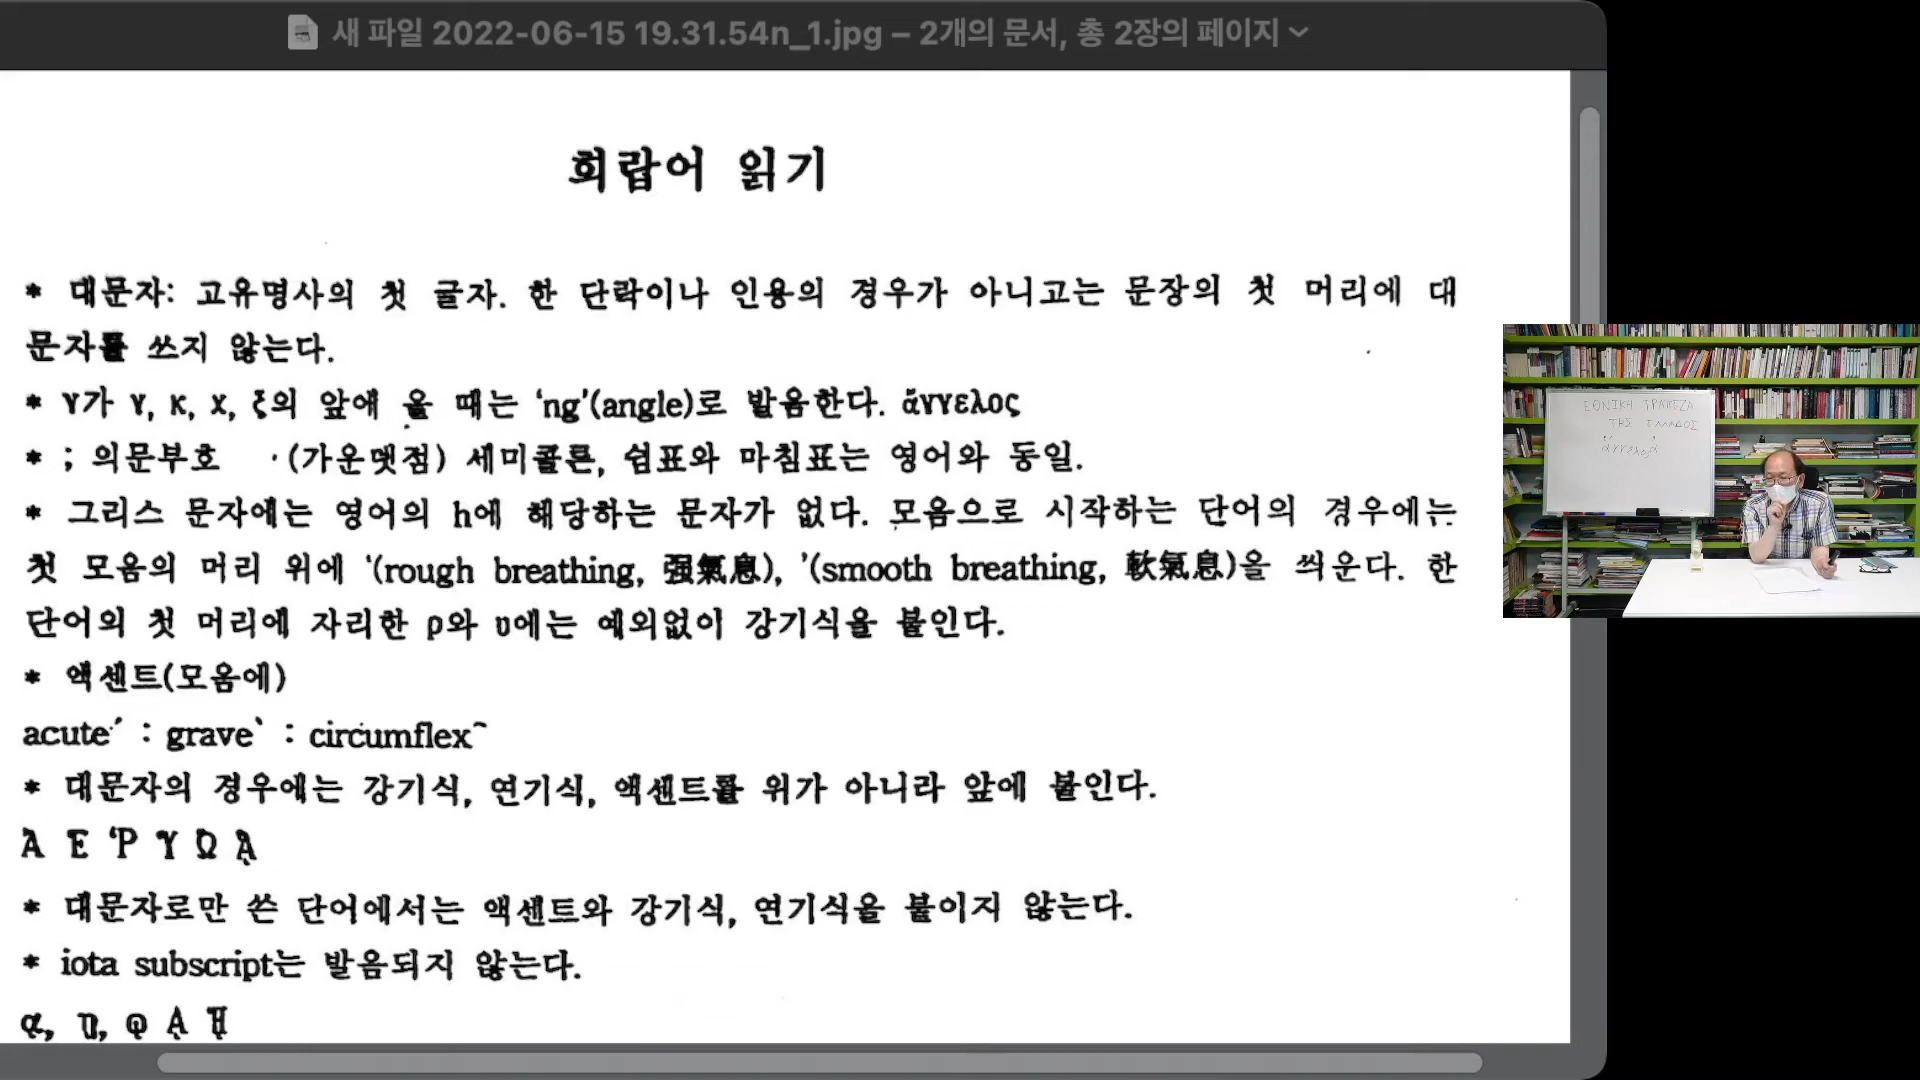 새 파일 2022-06-15 19.31.54n_1.jpg – 2개의 문서, 총 2장의 페이지
희랍어 읽기
* 대문자: 고유명사의 첫 글자. 한 단락이나 인용의 경우가 아니고는 문장의 첫 머리에 대
문자를 쓰지 않는다.
* γ가 γ, κ, χ, ξ의 앞에 올 때는 ‘ng’(angle)로 발음한다. ἄγγελος
* ; 의문부호 ·(가운뎃점) 세미콜론, 쉼표와 마침표는 영어와 동일.
* 그리스 문자에는 영어의 h에 해당하는 문자가 없다. 모음으로 시작하는 단어의 경우에는
첫 모음의 머리 위에 ‘(rough breathing, 强氣息), ’(smooth breathing, 軟氣息)을 씌운다. 한
단어의 첫 머리에 자리한 ρ와 υ에는 예외없이 강기식을 붙인다.
* 액센트(모음에)
acute´ : grave` : circumflex˜
* 대문자의 경우에는 강기식, 연기식, 액센트를 위가 아니라 앞에 붙인다.
* 대문자로만 쓴 단어에서는 액센트와 강기식, 연기식을 붙이지 않는다.
* iota subscript는 발음되지 않는다.
ᾳ, ῃ, ῳ ᾼ ῌ
ΕΘΝΙΚΗ ΤΡΑΠΕΖΑ
ΤΗΣ ΕΛΛΑΔΟΣ